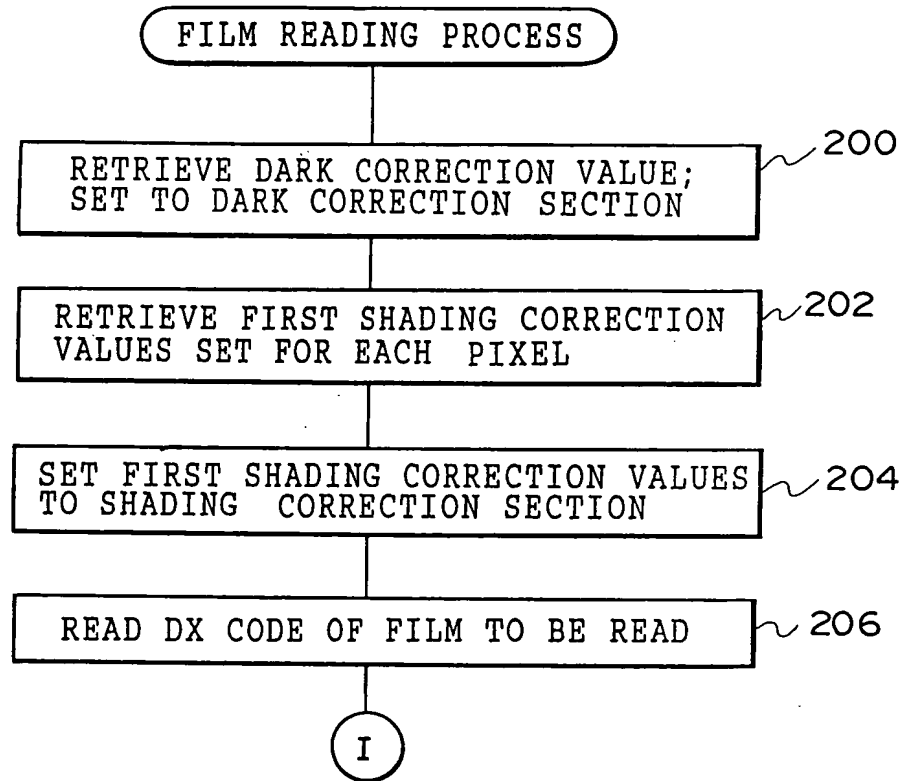 FILM READING PROCESS
200
RETRIEVE DARK CORRECTION VALUE;
SET TO DARK CORRECTION SECTION
202
RETRIEVE FIRST SHADING CORRECTION
VALUES SET FOR EACH PIXEL
SET FIRST SHADING CORRECTION VALUES
TO SHADING CORRECTION SECTION
204
READ DX CODE OF FILM TO BE READ
206
I